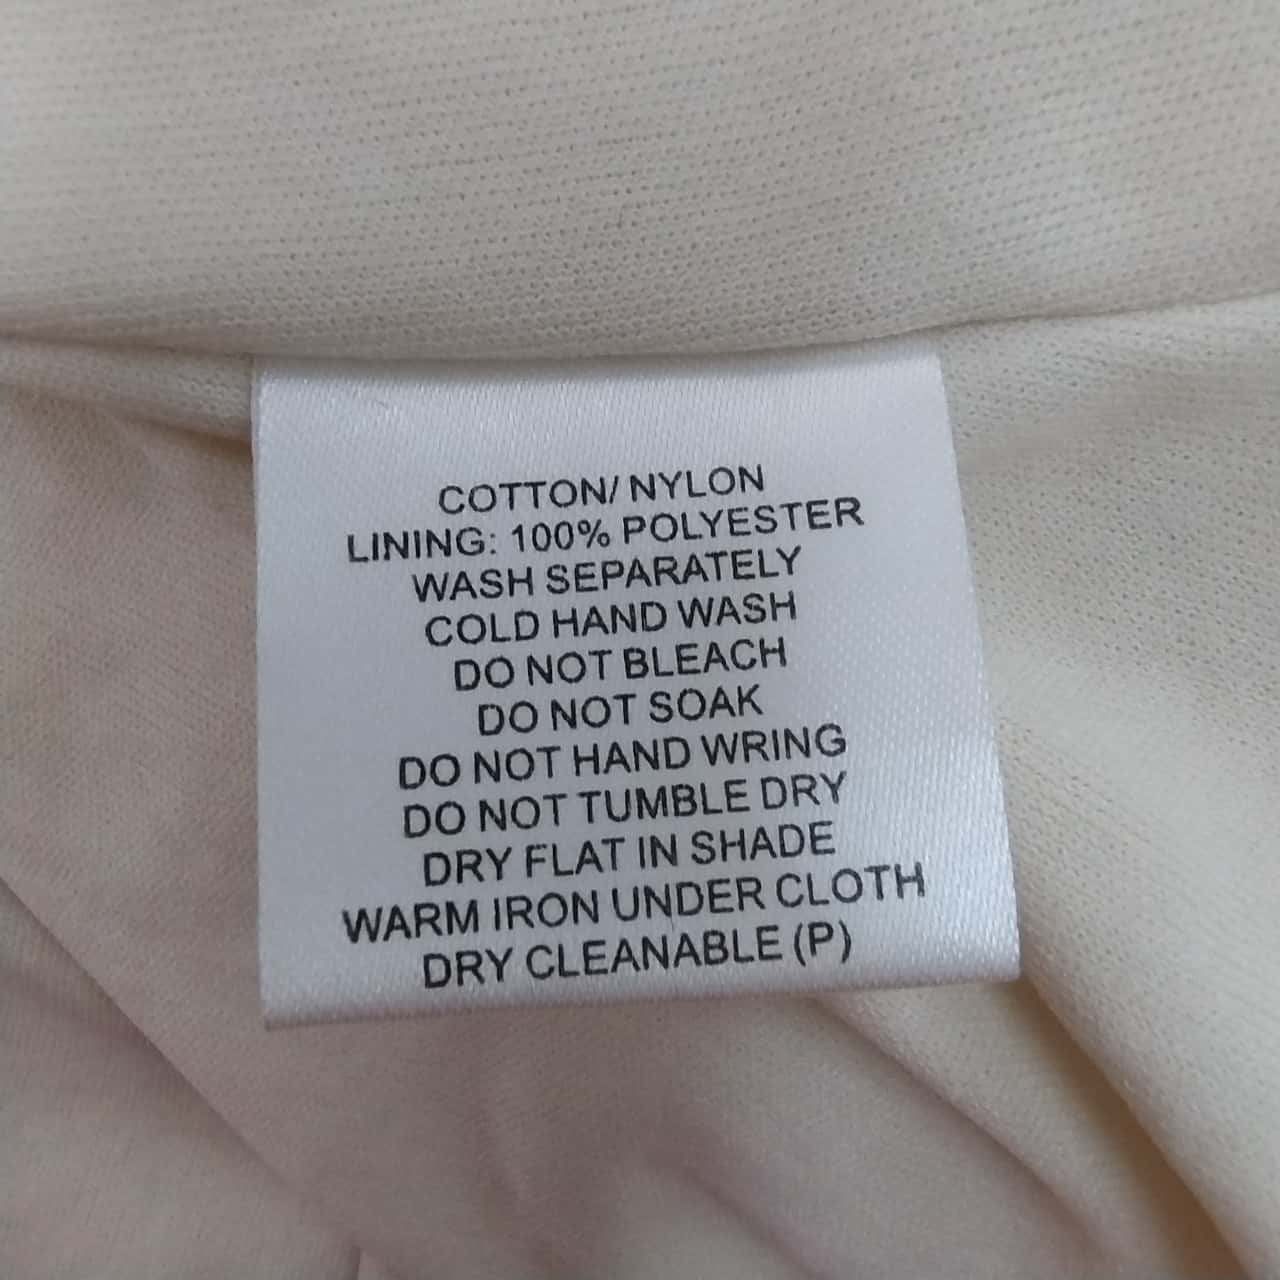 COTTON/ NYLON
LINING: 100% POLYESTER
WASH SEPARATELY
COLD HAND WASH
DO NOT BLEACH
DO NOT SOAK
DO NOT HAND WRING
DO NOT TUMBLE DRY
DRY FLAT IN SHADE
WARM IRON UNDER CLOTH
DRY CLEANABLE (P)